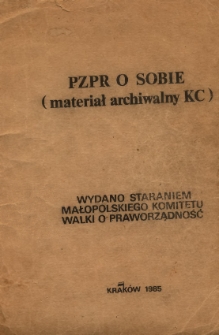 PZPR O SOBIE
( materiał archiwalny KC )
WYDANO STARANIEM
MAŁOPOLSKIEGO KOMITETU
WALKI O PRAWORZĄDNOŚĆ
KRAKÓW 1985